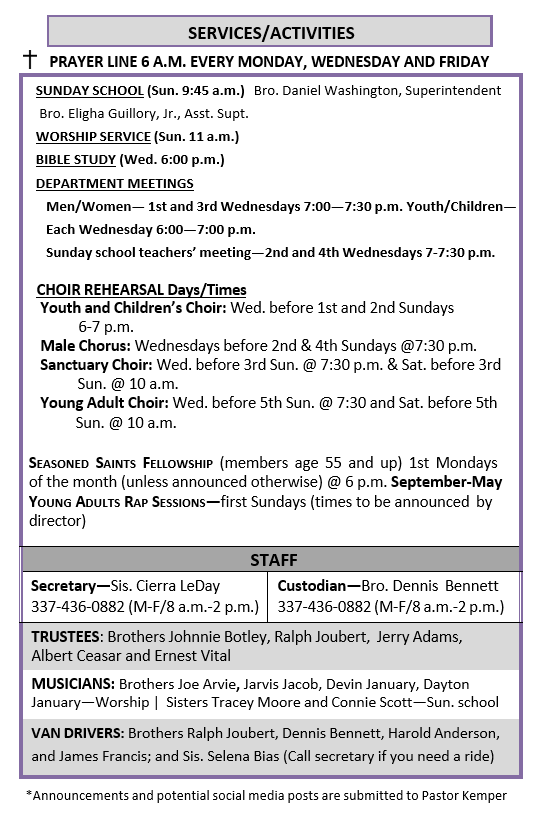 SERVICES/ACTIVITIES
PRAYER LINE 6 A.M. EVERY MONDAY, WEDNESDAY AND FRIDAY
SUNDAY SCHOOL (Sun. 9:45 a.m.) Bro. Daniel Washington, Superintendent
Bro. Eligha Guillory, Jr., Asst. Supt.
WORSHIP SERVICE (Sun. 11 a.m.)
BIBLE STUDY (Wed. 6:00 p.m.)
DEPARTMENT MEETINGS
Men/Women— 1st and 3rd Wednesdays 7:00—7:30 p.m. Youth/Children—
Each Wednesday 6:00—7:00 p.m.
Sunday school teachers’ meeting—2nd and 4th Wednesdays 7-7:30 p.m.
CHOIR REHEARSAL Days/Times
Youth and Children’s Choir: Wed. before 1st and 2nd Sundays
6-7 p.m.
Male Chorus: Wednesdays before 2nd & 4th Sundays @7:30 p.m.
Sanctuary Choir: Wed. before 3rd Sun. @ 7:30 p.m. & Sat. before 3rd
Sun. @ 10 a.m.
Young Adult Choir: Wed. before 5th Sun. @ 7:30 and Sat. before 5th
Sun. @ 10 a.m.
SEASONED SAINTS FELLOWSHIP (members age 55 and up) 1st Mondays
of the month (unless announced otherwise) @ 6 p.m. September-May
YOUNG ADULTS RAP SESSIONS—first Sundays (times to be announced by
director)
STAFF
Secretary—Sis. Cierra LeDay
337-436-0882 (M-F/8 a.m.-2 p.m.)
Custodian—Bro. Dennis Bennett
337-436-0882 (M-F/8 a.m.-2 p.m.)
TRUSTEES: Brothers Johnnie Botley, Ralph Joubert, Jerry Adams,
Albert Ceasar and Ernest Vital
MUSICIANS: Brothers Joe Arvie, Jarvis Jacob, Devin January, Dayton
January—Worship | Sisters Tracey Moore and Connie Scott—Sun. school
VAN DRIVERS: Brothers Ralph Joubert, Dennis Bennett, Harold Anderson,
and James Francis; and Sis. Selena Bias (Call secretary if you need a ride)
*Announcements and potential social media posts are submitted to Pastor Kemper